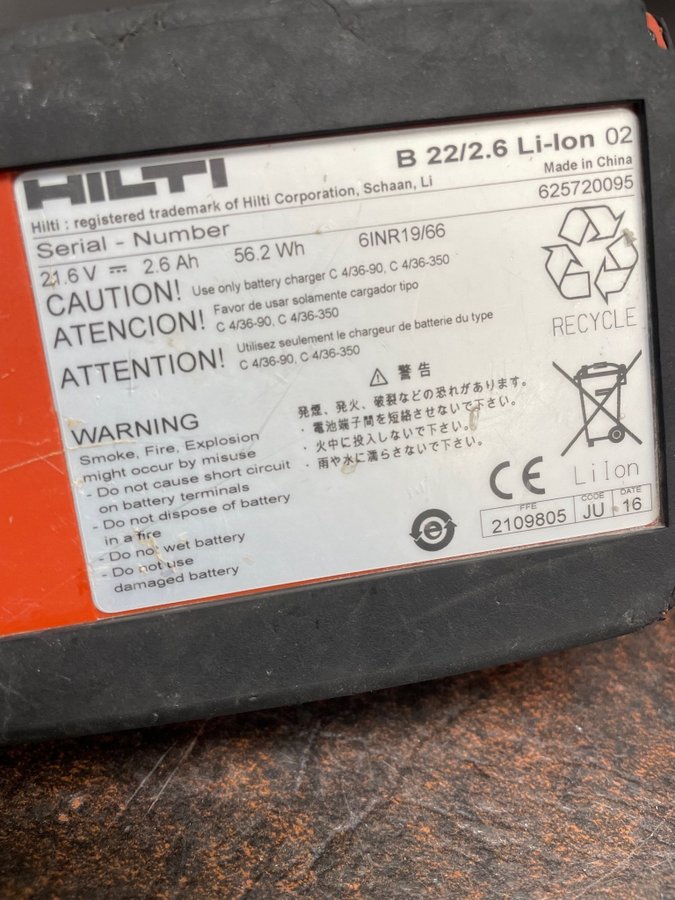 HILTI
B 22/2.6 Li-Ion 02
Made in China
Hilti : registered trademark of Hilti Corporation, Schaan, Li
625720095
Serial - Number
21.6 V 2.6 Ah 56.2 Wh 6INR19/66
CAUTION! Use only battery charger C 4/36-90, C 4/36-350
ATENCION! Favor de usar solamente cargador tipo
C 4/36-90, C 4/36-350
ATTENTION! Utilisez seulement le chargeur de batterie du type
C 4/36-90, C 4/36-350
RECYCLE
WARNING
Smoke, Fire, Explosion
might occur by misuse
- Do not cause short circuit
on battery terminals
- Do not dispose of battery
in a fire
- Do not wet battery
- Do not use
damaged battery
警告
発煙、発火、破裂などの恐れがあります。
・電池端子間を短絡させないで下さい。
・火中に投入しないで下さい。
・雨や水に濡らさないで下さい。
CE
LiIon
e
FFE CODE DATE
2109805 JU 16